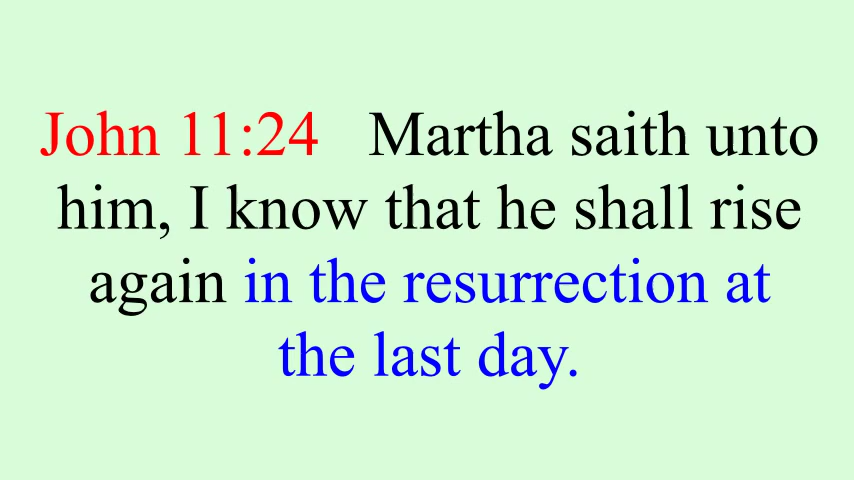 John 11:24 Martha saith unto
him, I know that he shall rise
again in the resurrection at
the last day.